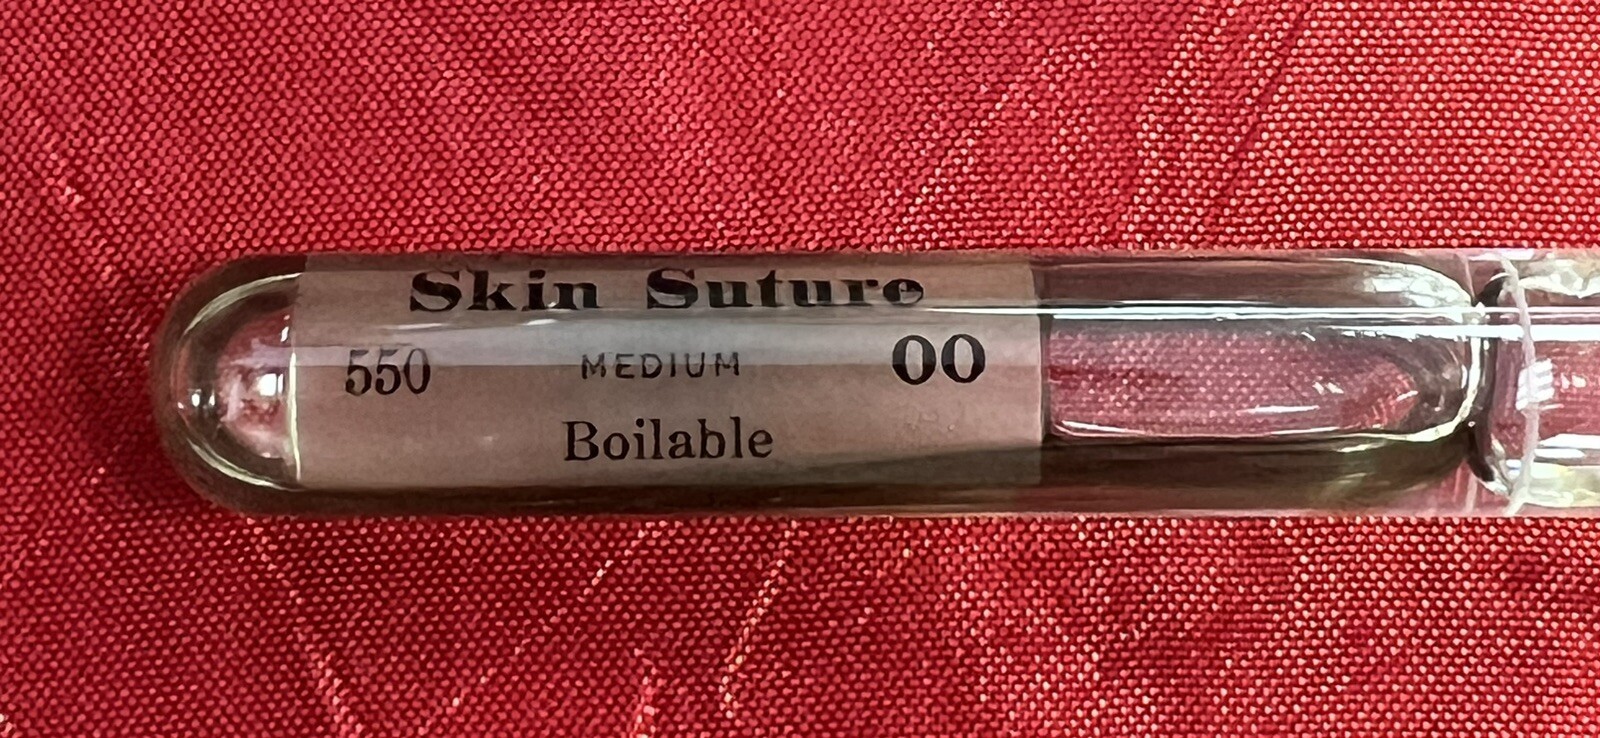 Skin Suture
550 MEDIUM 00
Boilable